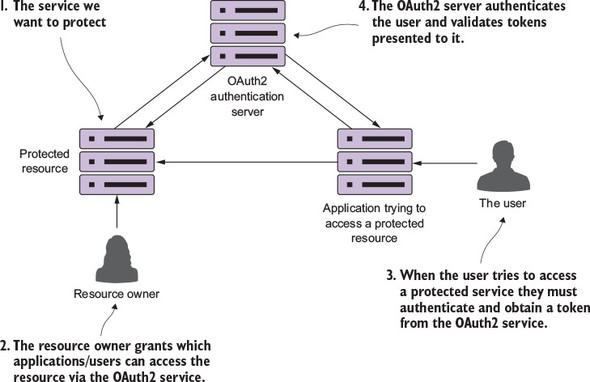 1. The service we
want to protect
4. The OAuth2 server authenticates
the user and validates tokens
presented to it.
OAuth2
authentication
server
Protected
resource
Application trying to
access a protected
resource
The user
Resource owner
3. When the user tries to access
a protected service they must
authenticate and obtain a token
from the OAuth2 service.
2. The resource owner grants which
applications/users can access the
resource via the OAuth2 service.